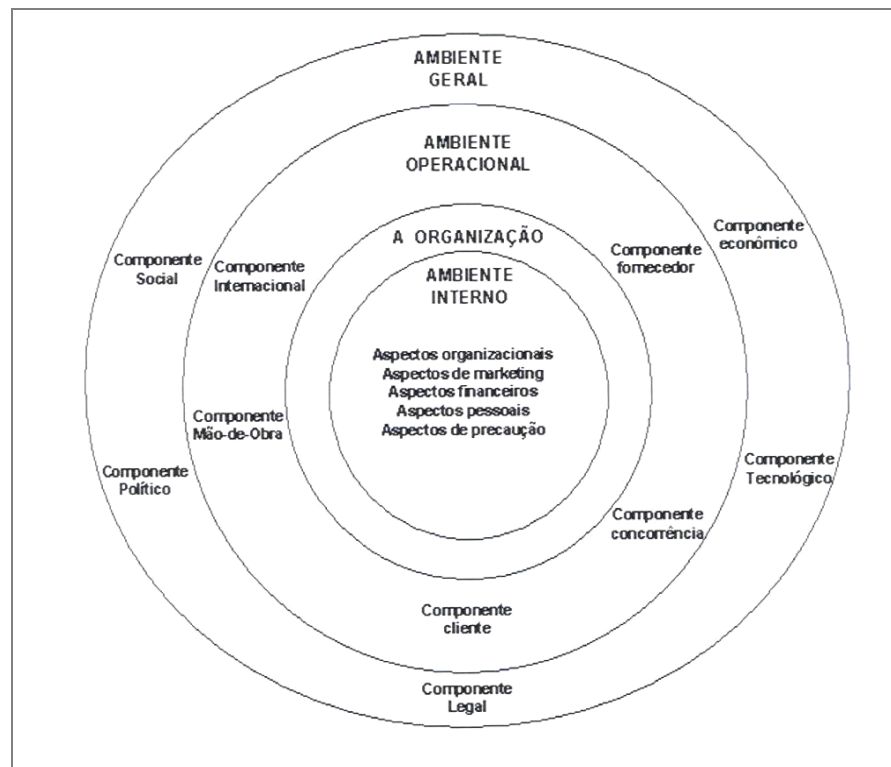 AMBIENTE
GERAL
AMBIENTE
OPERACIONAL
A ORGANIZAÇÃO
AMBIENTE
INTERNO
Componente
Social
Componente
Internacional
Componente
fornecedor
Componente
econômico
Aspectos organizacionais
Aspectos de marketing
Aspectos financeiros
Aspectos pessoais
Aspectos de precaução
Componente
Mão-de-Obra
Componente
Político
Componente
Tecnológico
Componente
concorrência
Componente
cliente
Componente
Legal